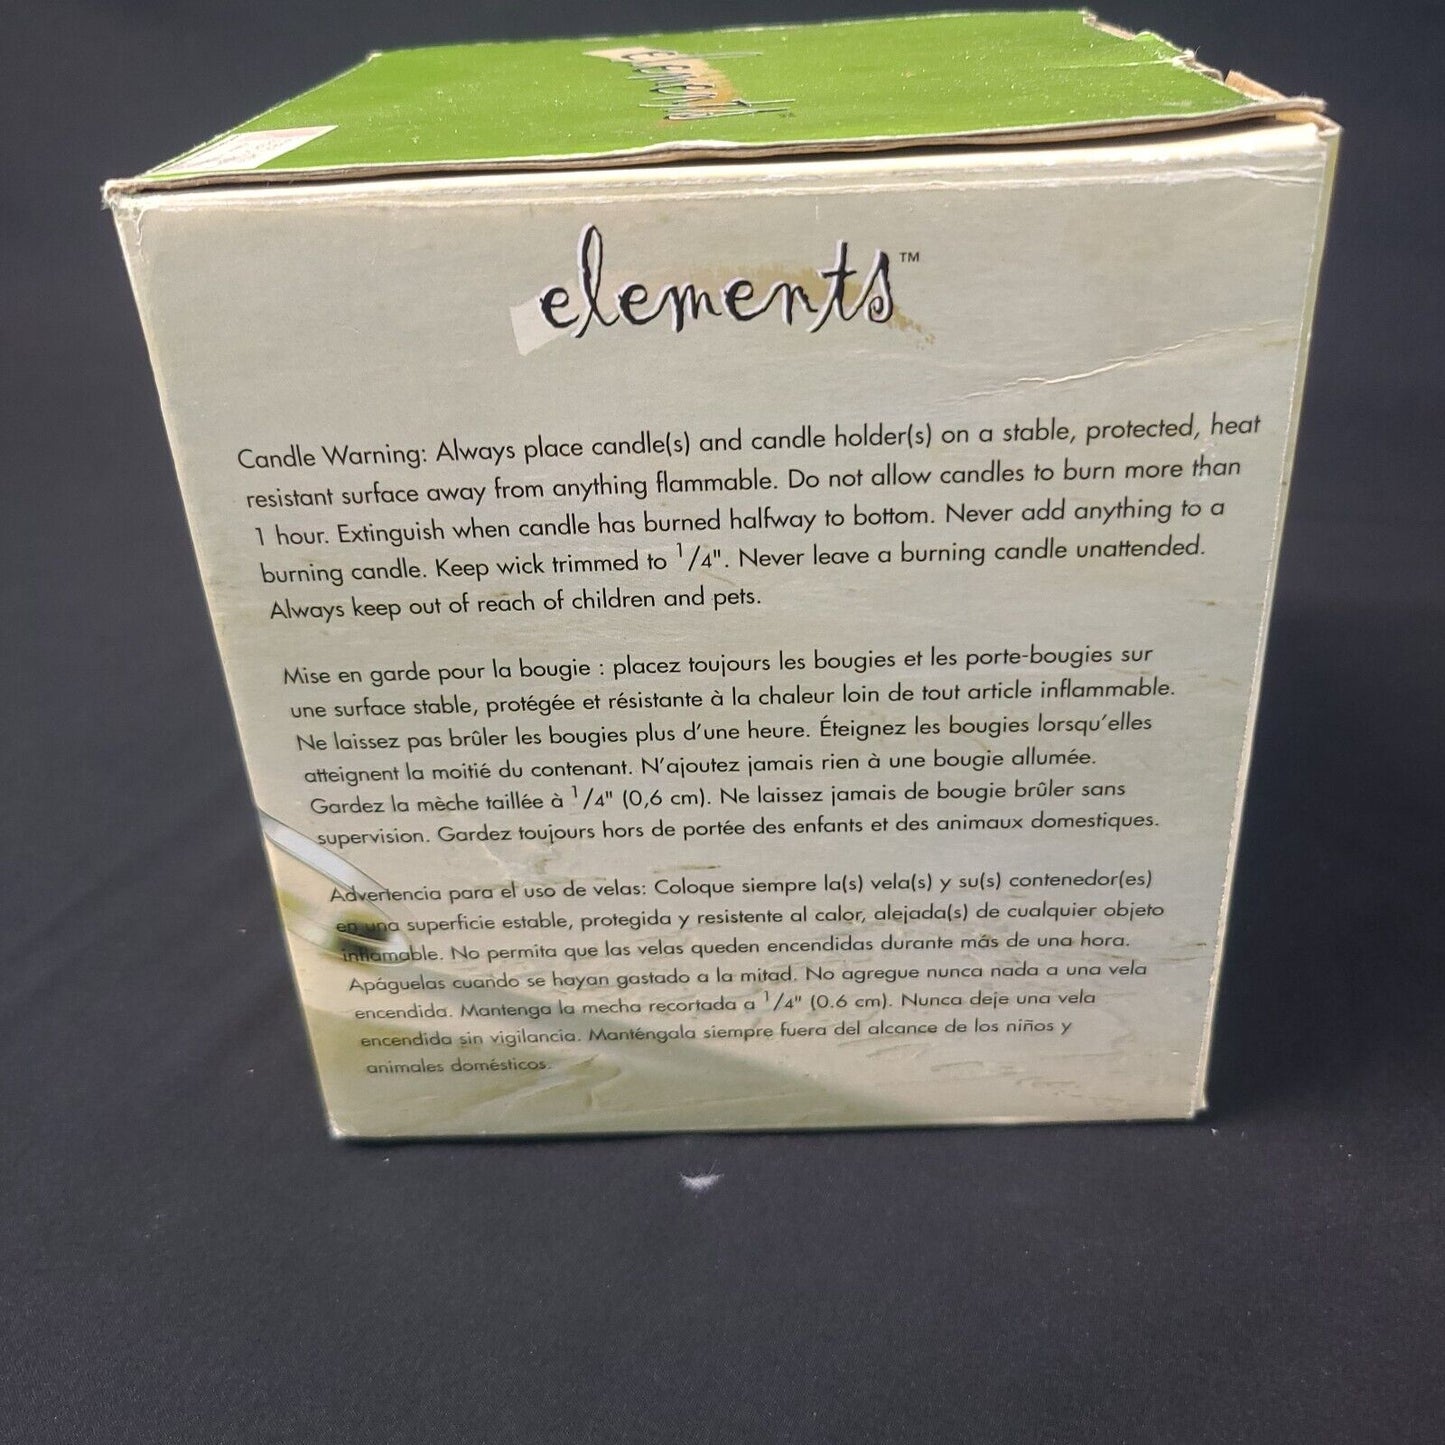 elements
elements™
Candle Warning: Always place candle(s) and candle holder(s) on a stable, protected, heat
resistant surface away from anything flammable. Do not allow candles to burn more than
1 hour. Extinguish when candle has burned halfway to bottom. Never add anything to a
burning candle. Keep wick trimmed to 1/4". Never leave a burning candle unattended.
Always keep out of reach of children and pets.
Mise en garde pour la bougie : placez toujours les bougies et les porte-bougies sur
une surface stable, protégée et résistante à la chaleur loin de tout article inflammable.
Ne laissez pas brûler les bougies plus d'une heure. Éteignez les bougies lorsqu'elles
atteignent la moitié du contenant. N'ajoutez jamais rien à une bougie allumée.
Gardez la mèche taillée à 1/4" (0,6 cm). Ne laissez jamais de bougie brûler sans
supervision. Gardez toujours hors de portée des enfants et des animaux domestiques.
Advertencia para el uso de velas: Coloque siempre la(s) vela(s) y su(s) contenedor(es)
en una superficie estable, protegida y resistente al calor, alejada(s) de cualquier objeto
inflamable. No permita que las velas queden encendidas durante más de una hora.
Apáguelas cuando se hayan gastado a la mitad. No agregue nunca nada a una vela
encendida. Mantenga la mecha recortada a 1/4" (0.6 cm). Nunca deje una vela
encendida sin vigilancia. Manténgala siempre fuera del alcance de los niños y
animales domésticos.